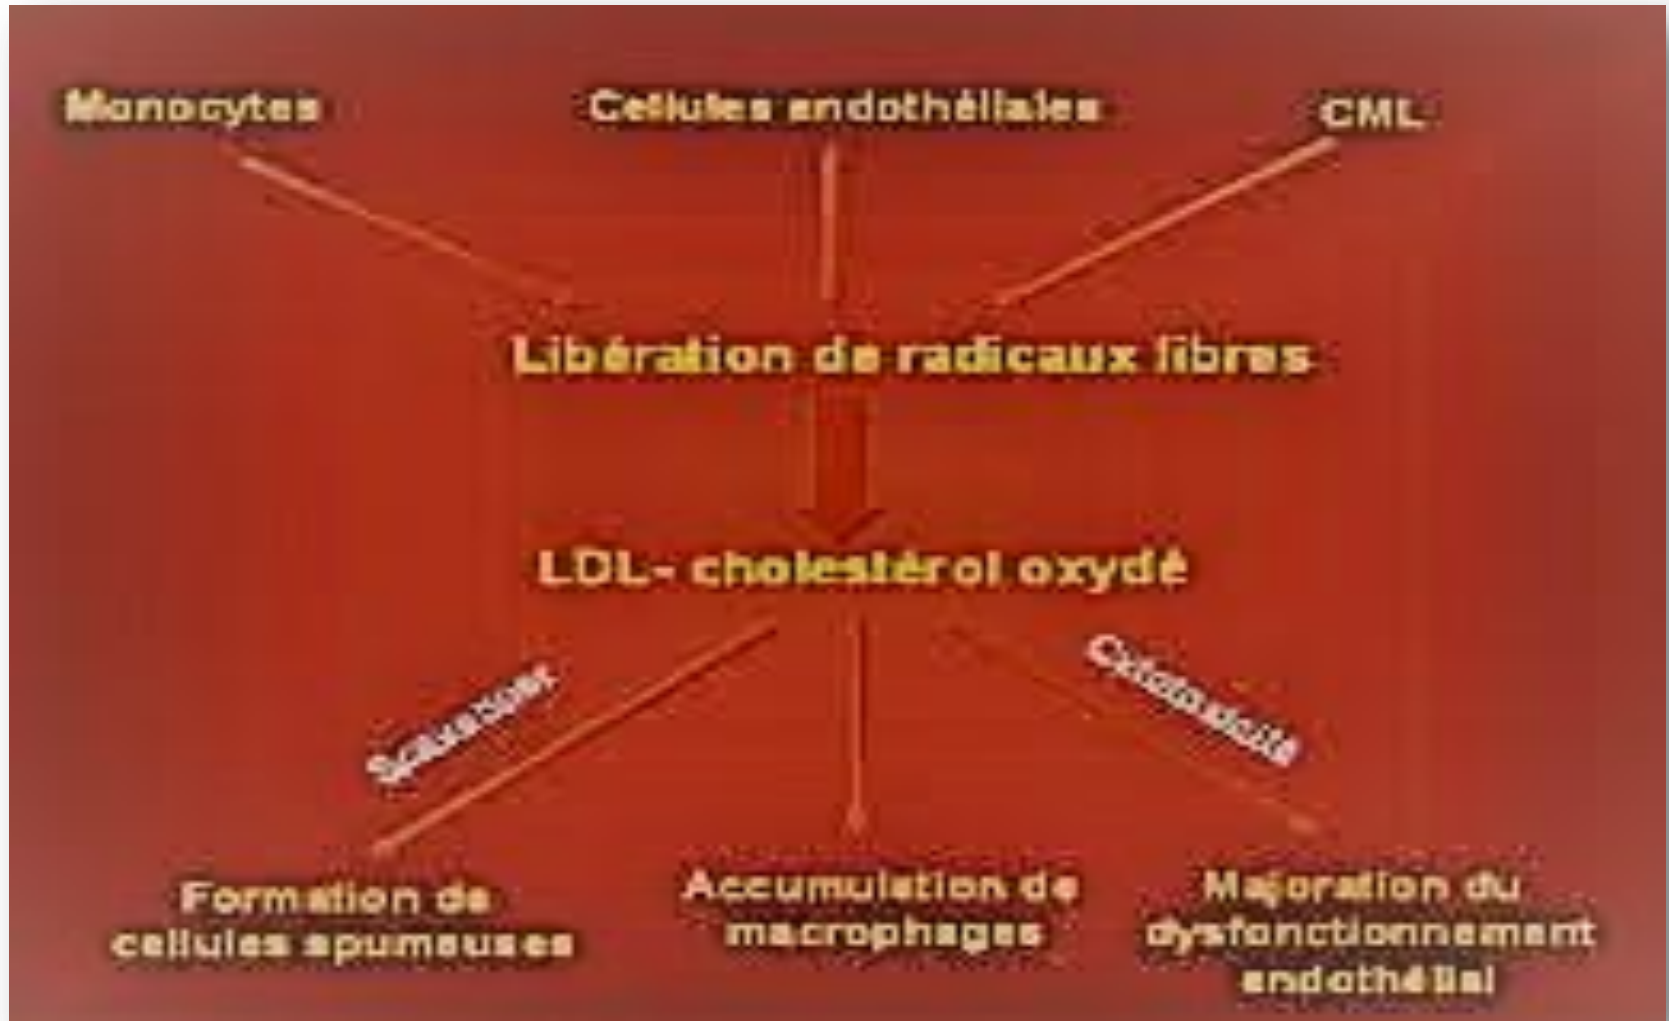 Monocytes
Cellules endothéliales
CML
Libération de radicaux libres
LDL- cholestérol oxydé
Cytotoxicité
Formation de
cellules spumeuses
Accumulation de
macrophages
Majoration du
dysfonctionnement
endothélial